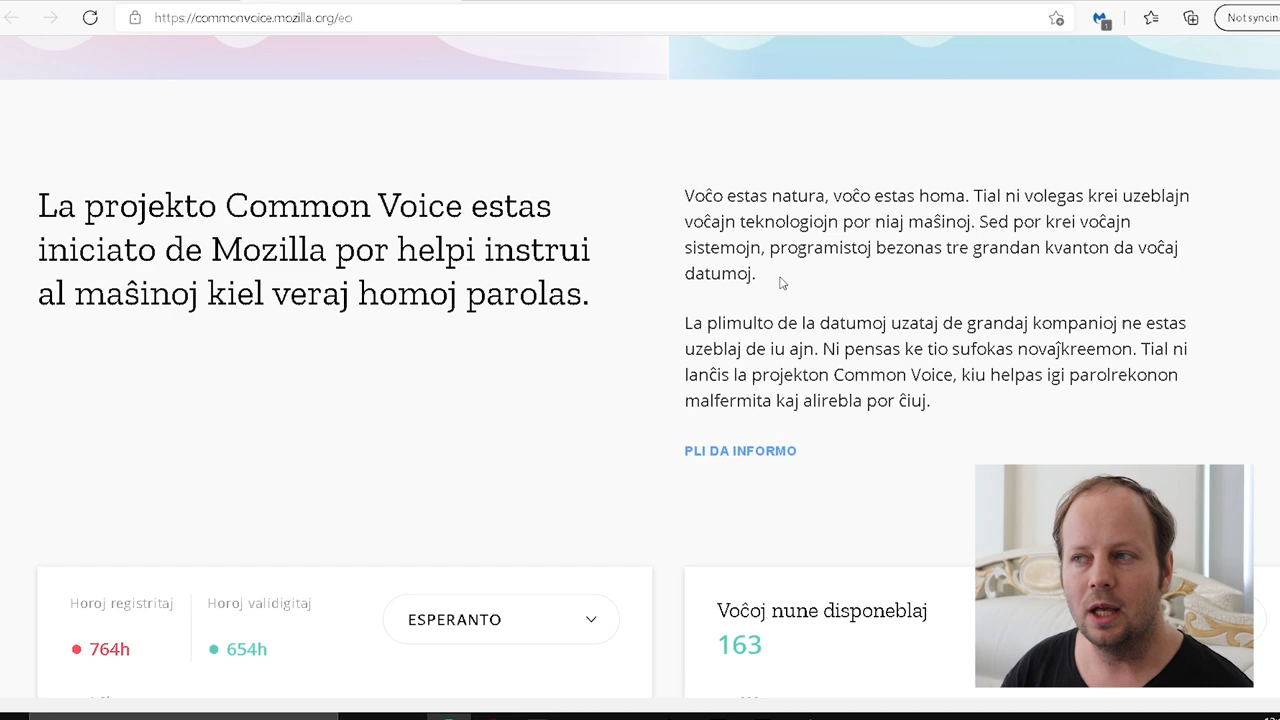 https://commonvoice.mozilla.org/eo
Not syncin
1
La projekto Common Voice estas
iniciato de Mozilla por helpi instrui
al maŝinoj kiel veraj homoj parolas.
Voĉo estas natura, voĉo estas homa. Tial ni volegas krei uzeblajn
voĉajn teknologiojn por niaj maŝinoj. Sed por krei voĉajn
sistemojn, programistoj bezonas tre grandan kvanton da voĉaj
datumoj.
La plimulto de la datumoj uzataj de grandaj kompanioj ne estas
uzeblaj de iu ajn. Ni pensas ke tio sufokas novaĵkreemon. Tial ni
lanĉis la projekton Common Voice, kiu helpas igi parolrekonon
malfermita kaj alirebla por ĉiuj.
PLI DA INFORMO
Horoj registritaj
764h
Horoj validigitaj
654h
ESPERANTO
Voĉoj nune disponeblaj
163